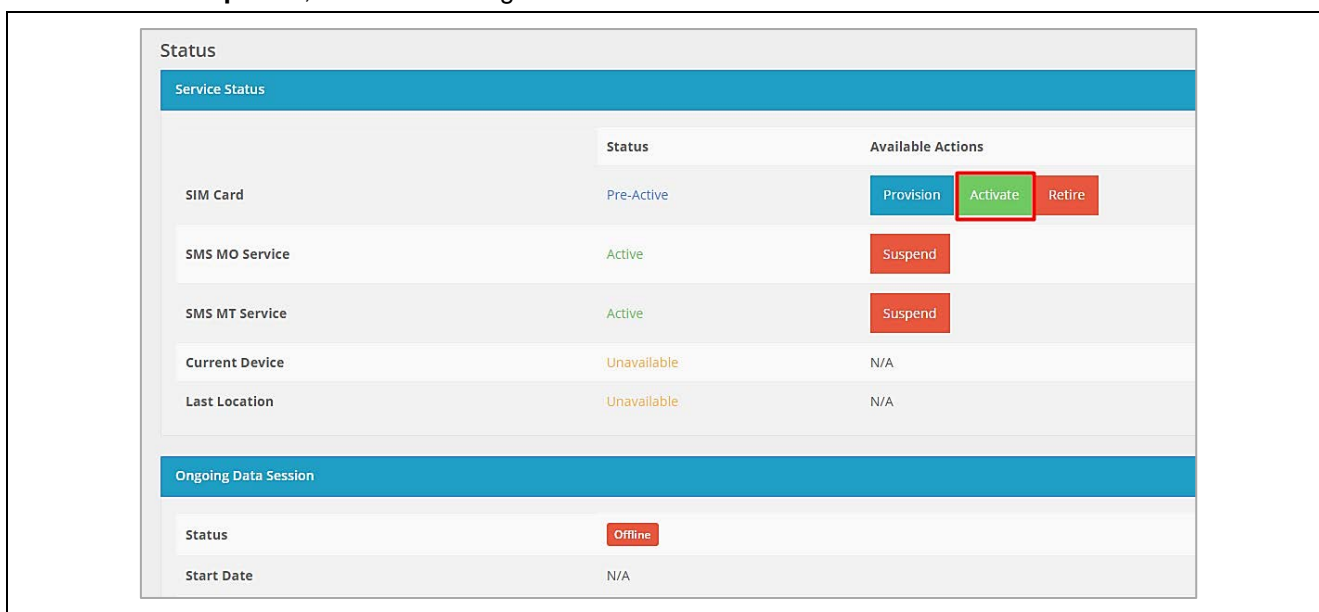 Status
Service Status
Status Available Actions
SIM Card Pre-Active Provision Activate Retire
SMS MO Service Active Suspend
SMS MT Service Active Suspend
Current Device Unavailable N/A
Last Location Unavailable N/A
Ongoing Data Session
Status Offline
Start Date N/A